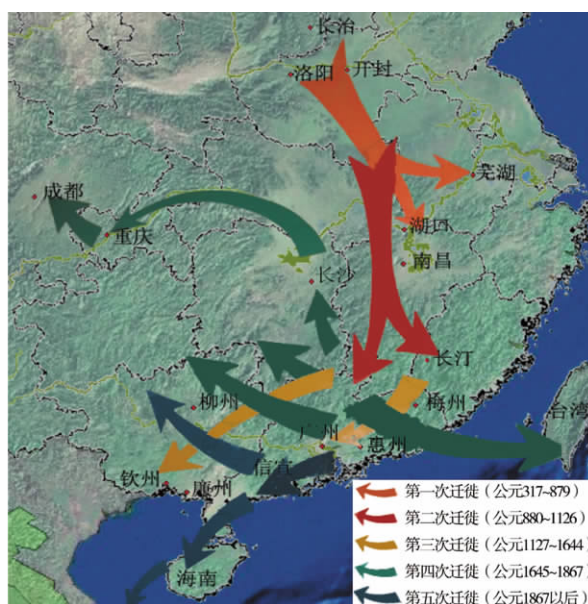 长治
洛阳
开封
芜湖
成都
重庆
湖口
南昌
长沙
长汀
柳州
梅州
台湾
广州
惠州
信宜
钦州
廉州
海南
第一次迁徙（公元317~879）
第二次迁徙（公元880~1126）
第三次迁徙（公元1127~1644）
第四次迁徙（公元1645~1867）
第五次迁徙（公元1867以后）